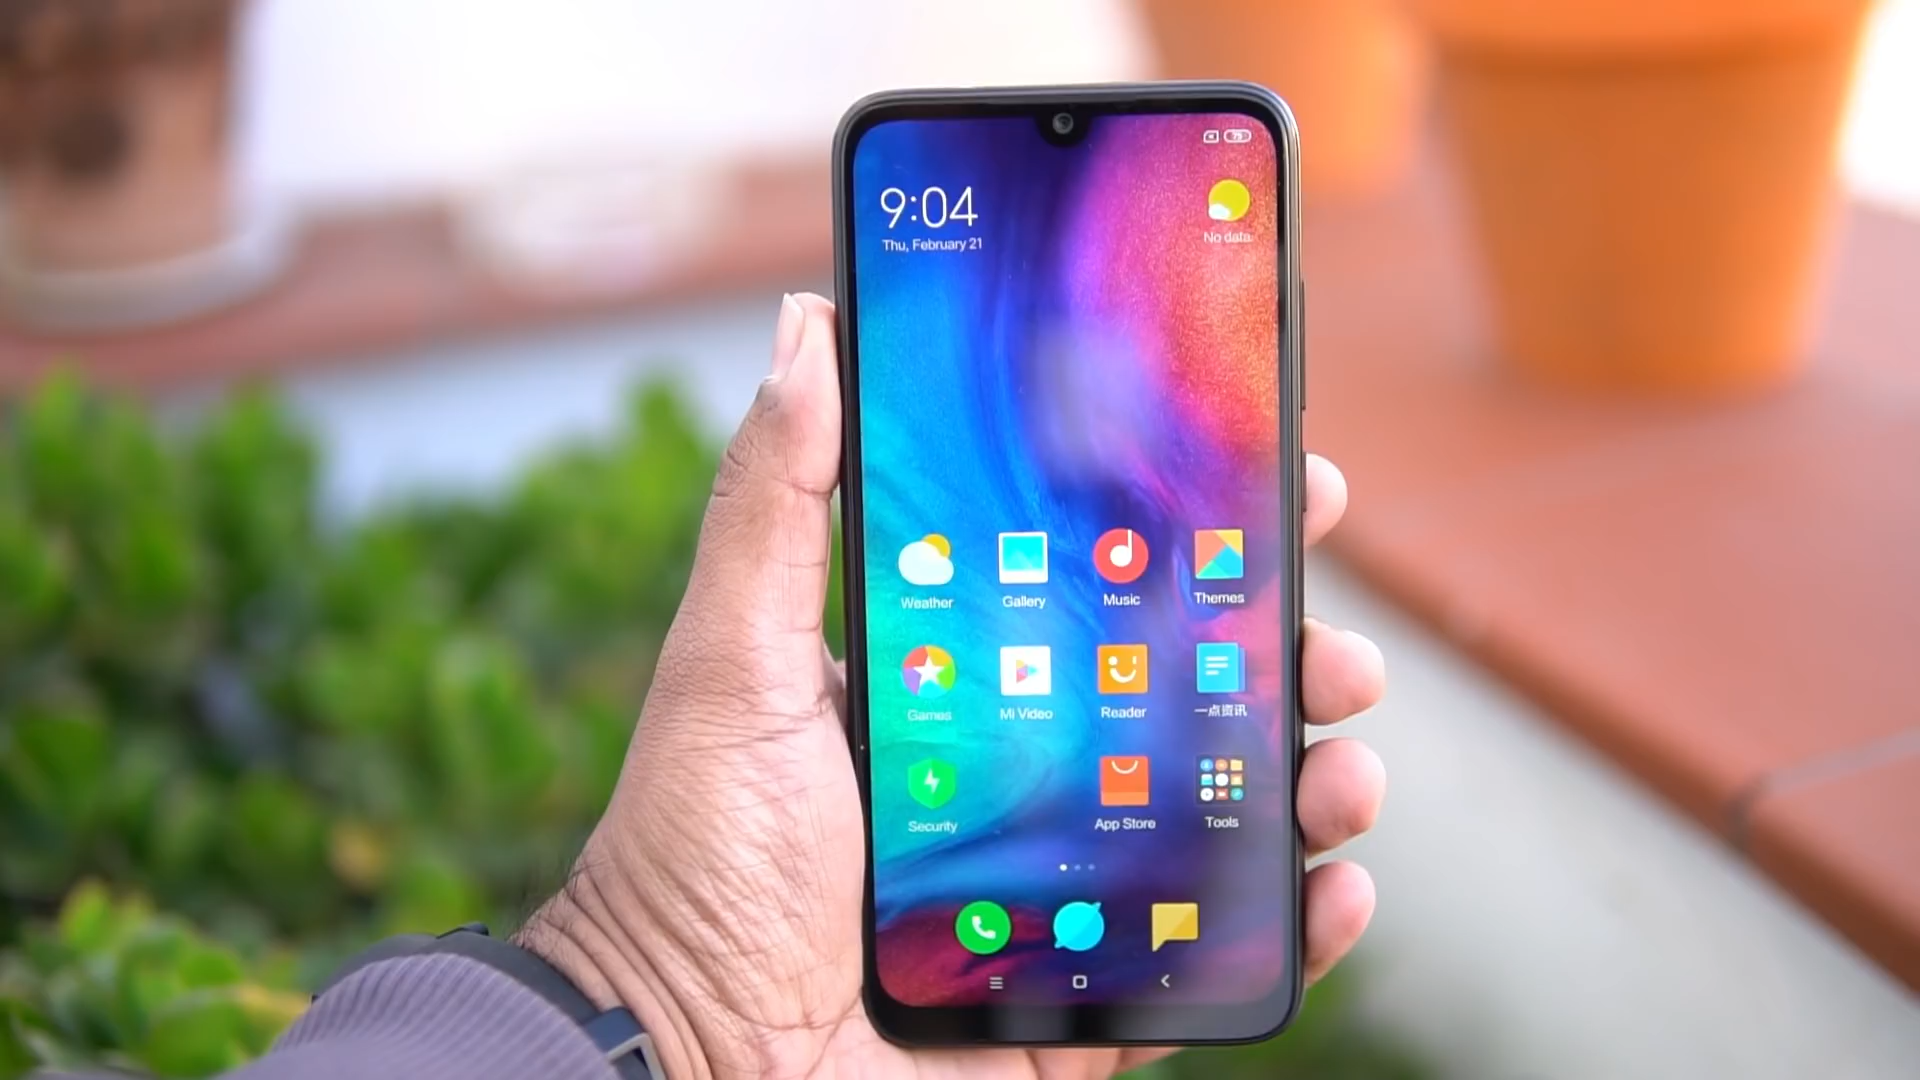 75
9:04
Thu, February 21
No data
Weather
Gallery
Music
Themes
Games
Mi Video
Reader
一点资讯
Security
App Store
Tools